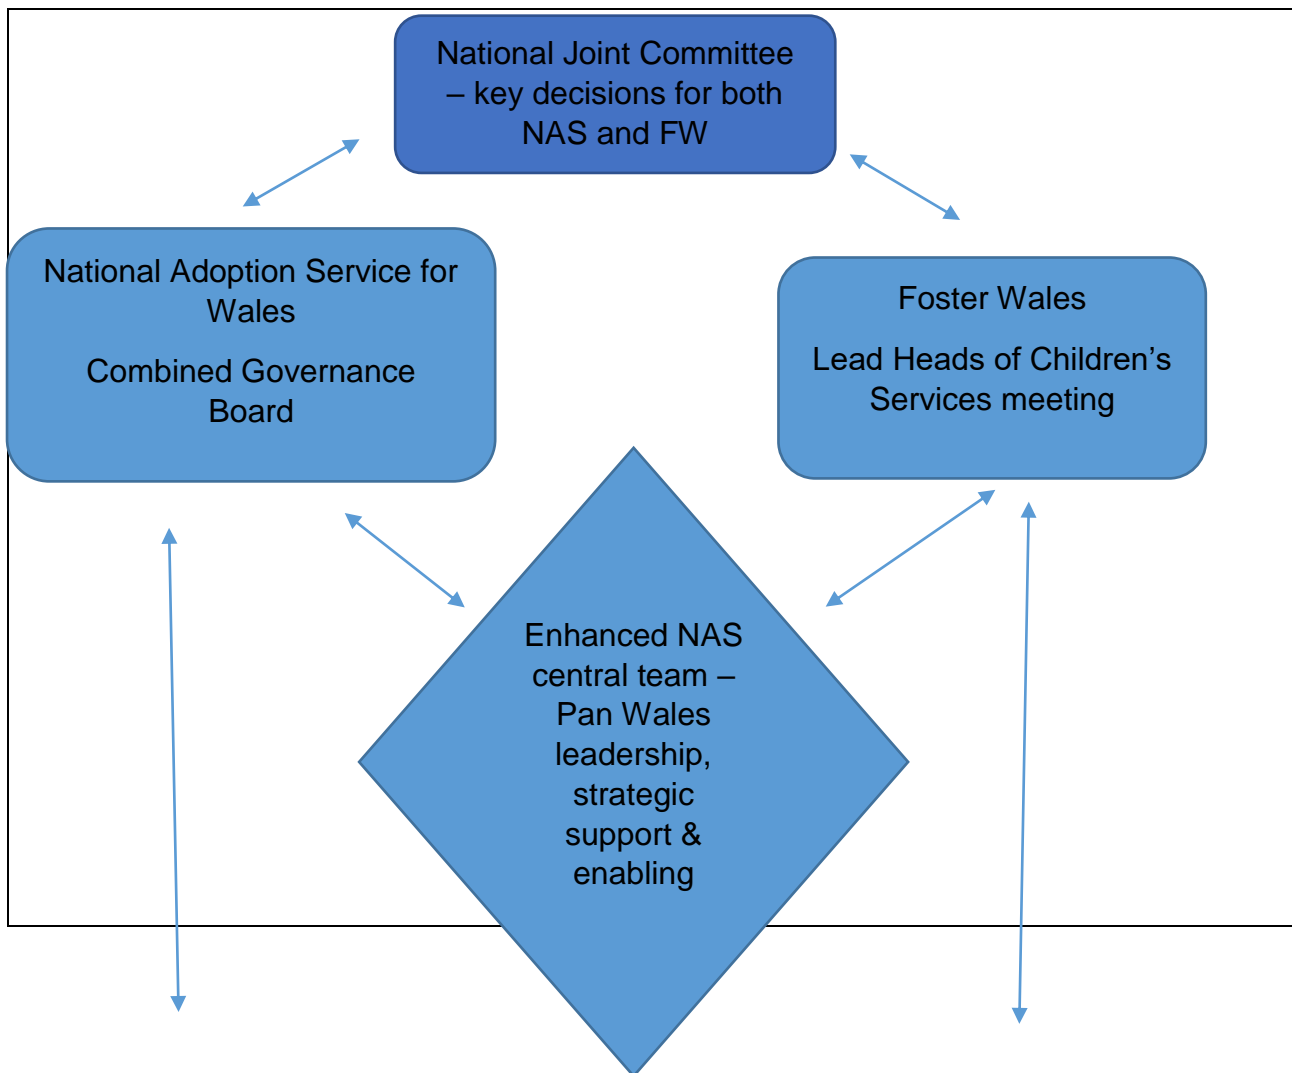 National Joint Committee
– key decisions for both
NAS and FW
National Adoption Service for
Wales
Combined Governance
Board
Foster Wales
Lead Heads of Children’s
Services meeting
Enhanced NAS
central team –
Pan Wales
leadership,
strategic
support &
enabling